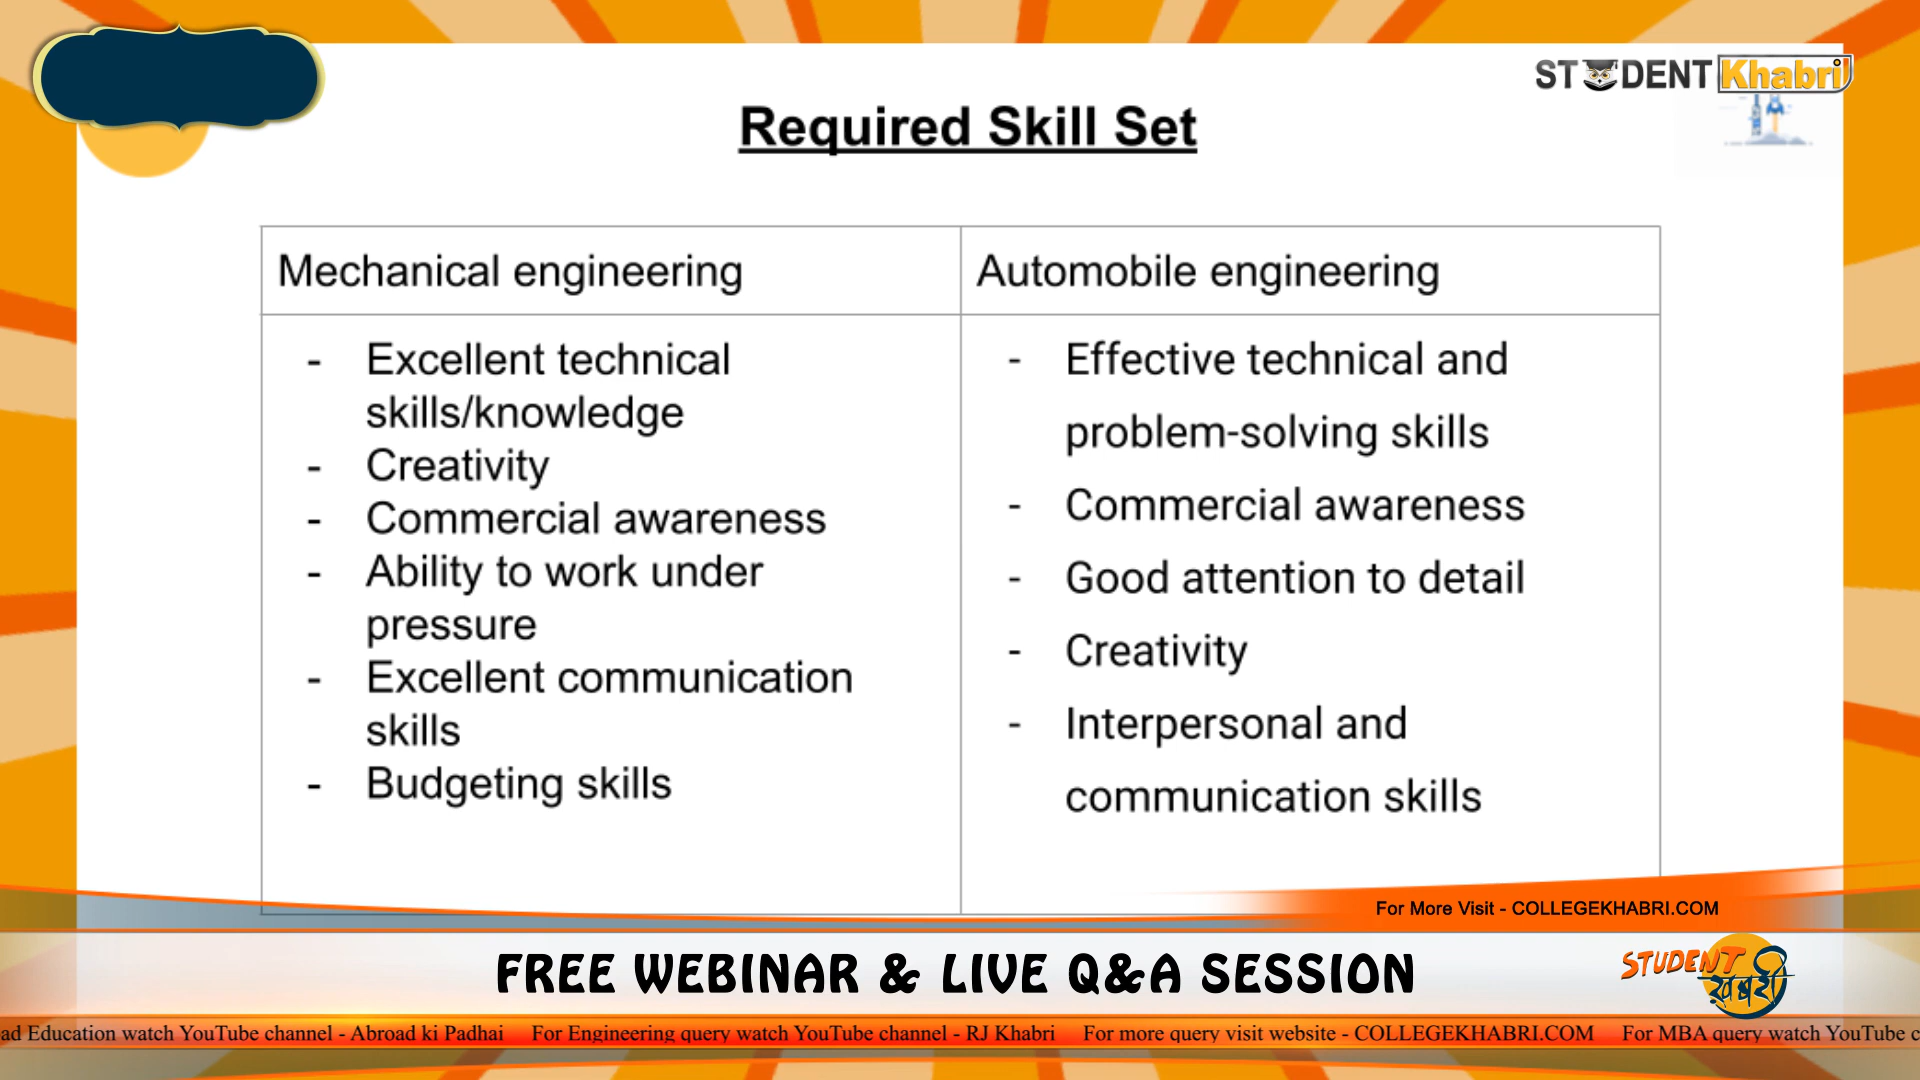 STUDENT Khabri
Required Skill Set
Mechanical engineering
Automobile engineering
- Excellent technical
skills/knowledge
- Creativity
- Commercial awareness
- Ability to work under
pressure
- Excellent communication
skills
- Budgeting skills
- Effective technical and
problem-solving skills
- Commercial awareness
- Good attention to detail
- Creativity
- Interpersonal and
communication skills
For More Visit - COLLEGEKHABRI.COM
FREE WEBINAR & LIVE Q&A SESSION
STUDENT
ख़बरी
ad Education watch YouTube channel - Abroad ki Padhai For Engineering query watch YouTube channel - RJ Khabri For more query visit website - COLLEGEKHABRI.COM For MBA query watch YouTube c